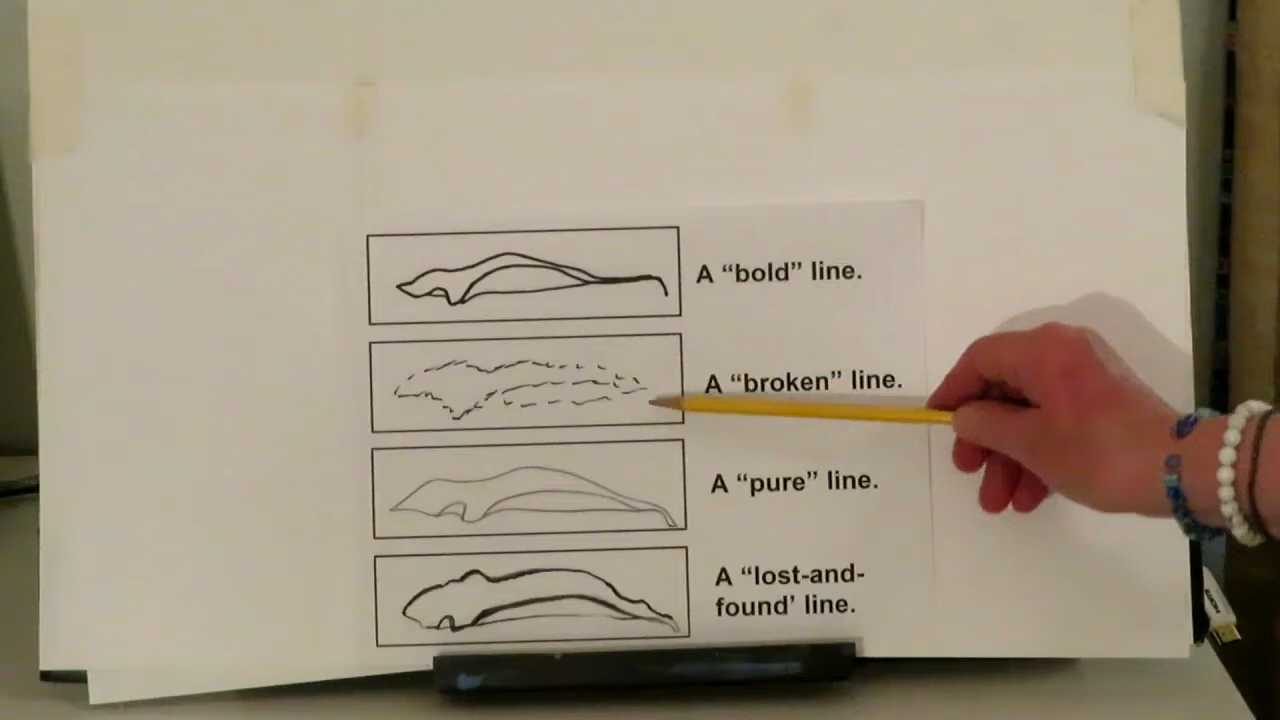 A “bold” line.
A “broken” line.
A “pure” line.
A “lost-and-
found’ line.